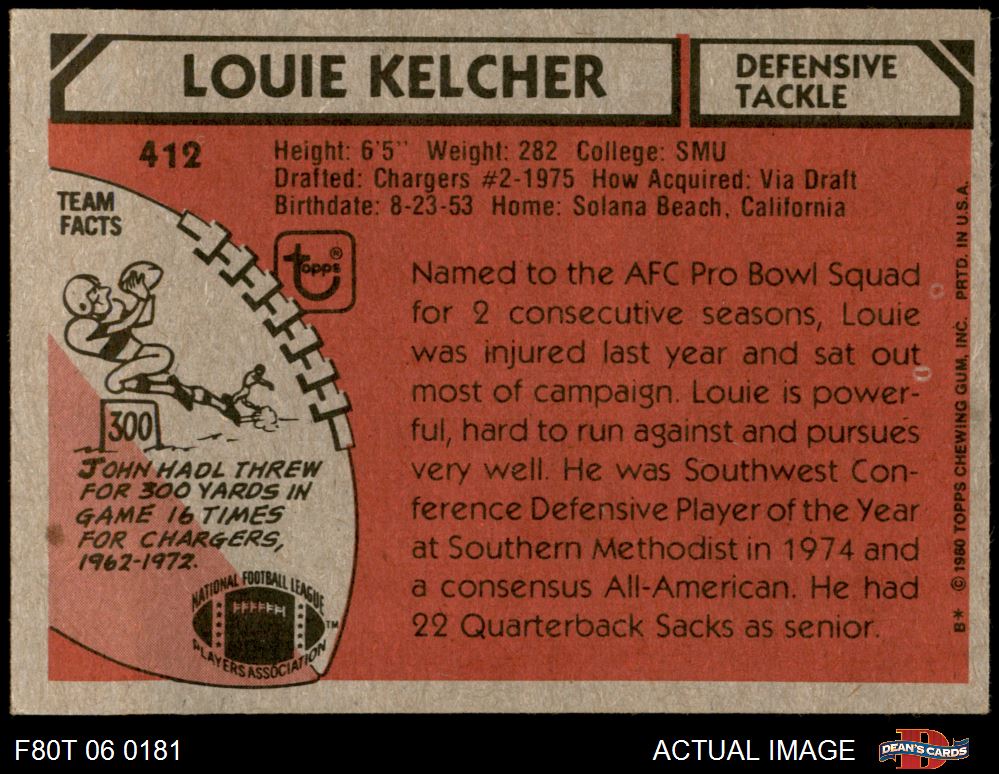 LOUIE KELCHER
DEFENSIVE
TACKLE
412
Height: 6'5" Weight: 282 College: SMU
Drafted: Chargers #2-1975 How Acquired: Via Draft
Birthdate: 8-23-53 Home: Solana Beach, California
TEAM
FACTS
topps®
300
JOHN HADL THREW
FOR 300 YARDS IN
GAME 16 TIMES
FOR CHARGERS,
1962-1972.
NATIONAL FOOTBALL LEAGUE
PLAYERS ASSOCIATION
TM
Named to the AFC Pro Bowl Squad
for 2 consecutive seasons, Louie
was injured last year and sat out
most of campaign. Louie is power-
ful, hard to run against and pursues
very well. He was Southwest Con-
ference Defensive Player of the Year
at Southern Methodist in 1974 and
a consensus All-American. He had
22 Quarterback Sacks as senior.
B* © 1980 TOPPS CHEWING GUM, INC. PRTD. IN U.S.A.
F80T 06 0181
ACTUAL IMAGE
DEAN'S CARDS